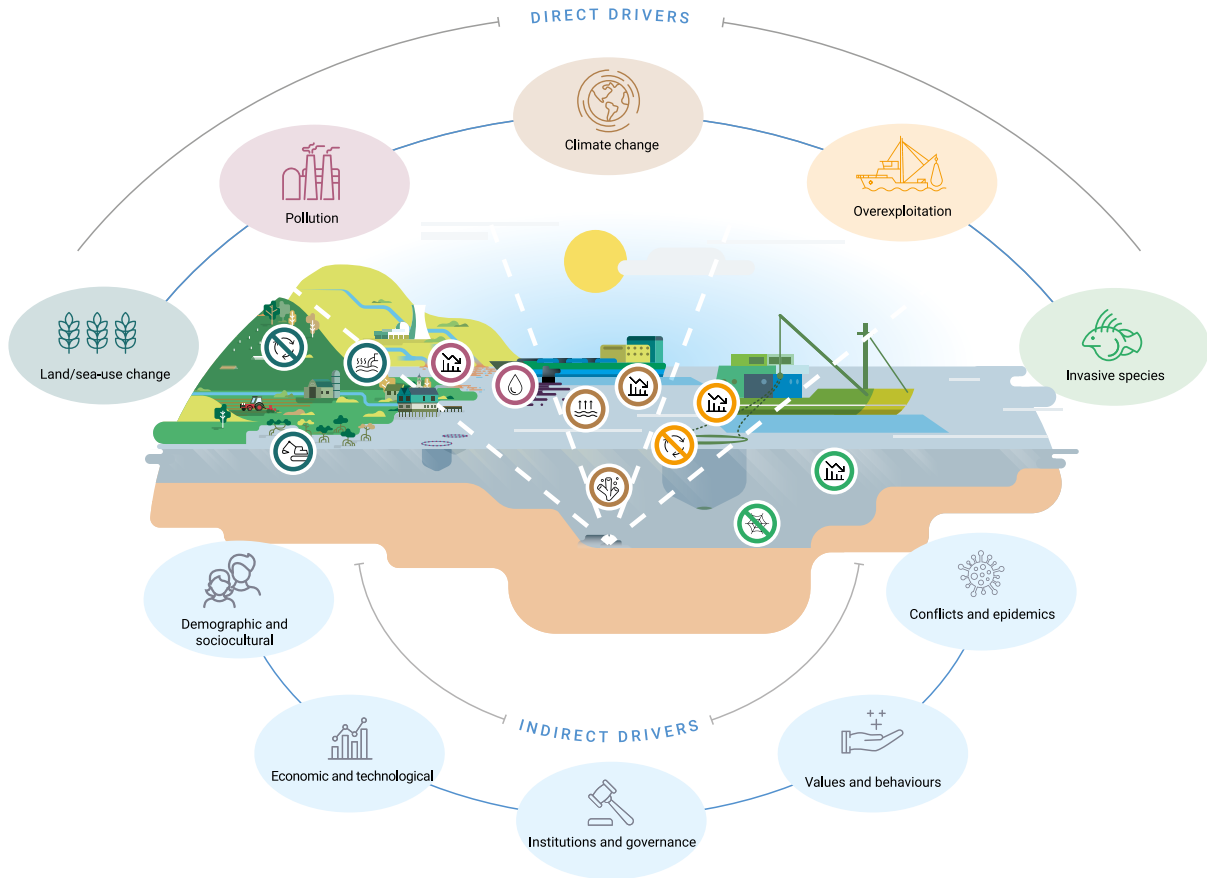 DIRECT DRIVERS
Climate change
Pollution
Overexploitation
Land/sea-use change
Invasive species
Demographic and
sociocultural
Conflicts and epidemics
INDIRECT DRIVERS
Economic and technological
Values and behaviours
Institutions and governance